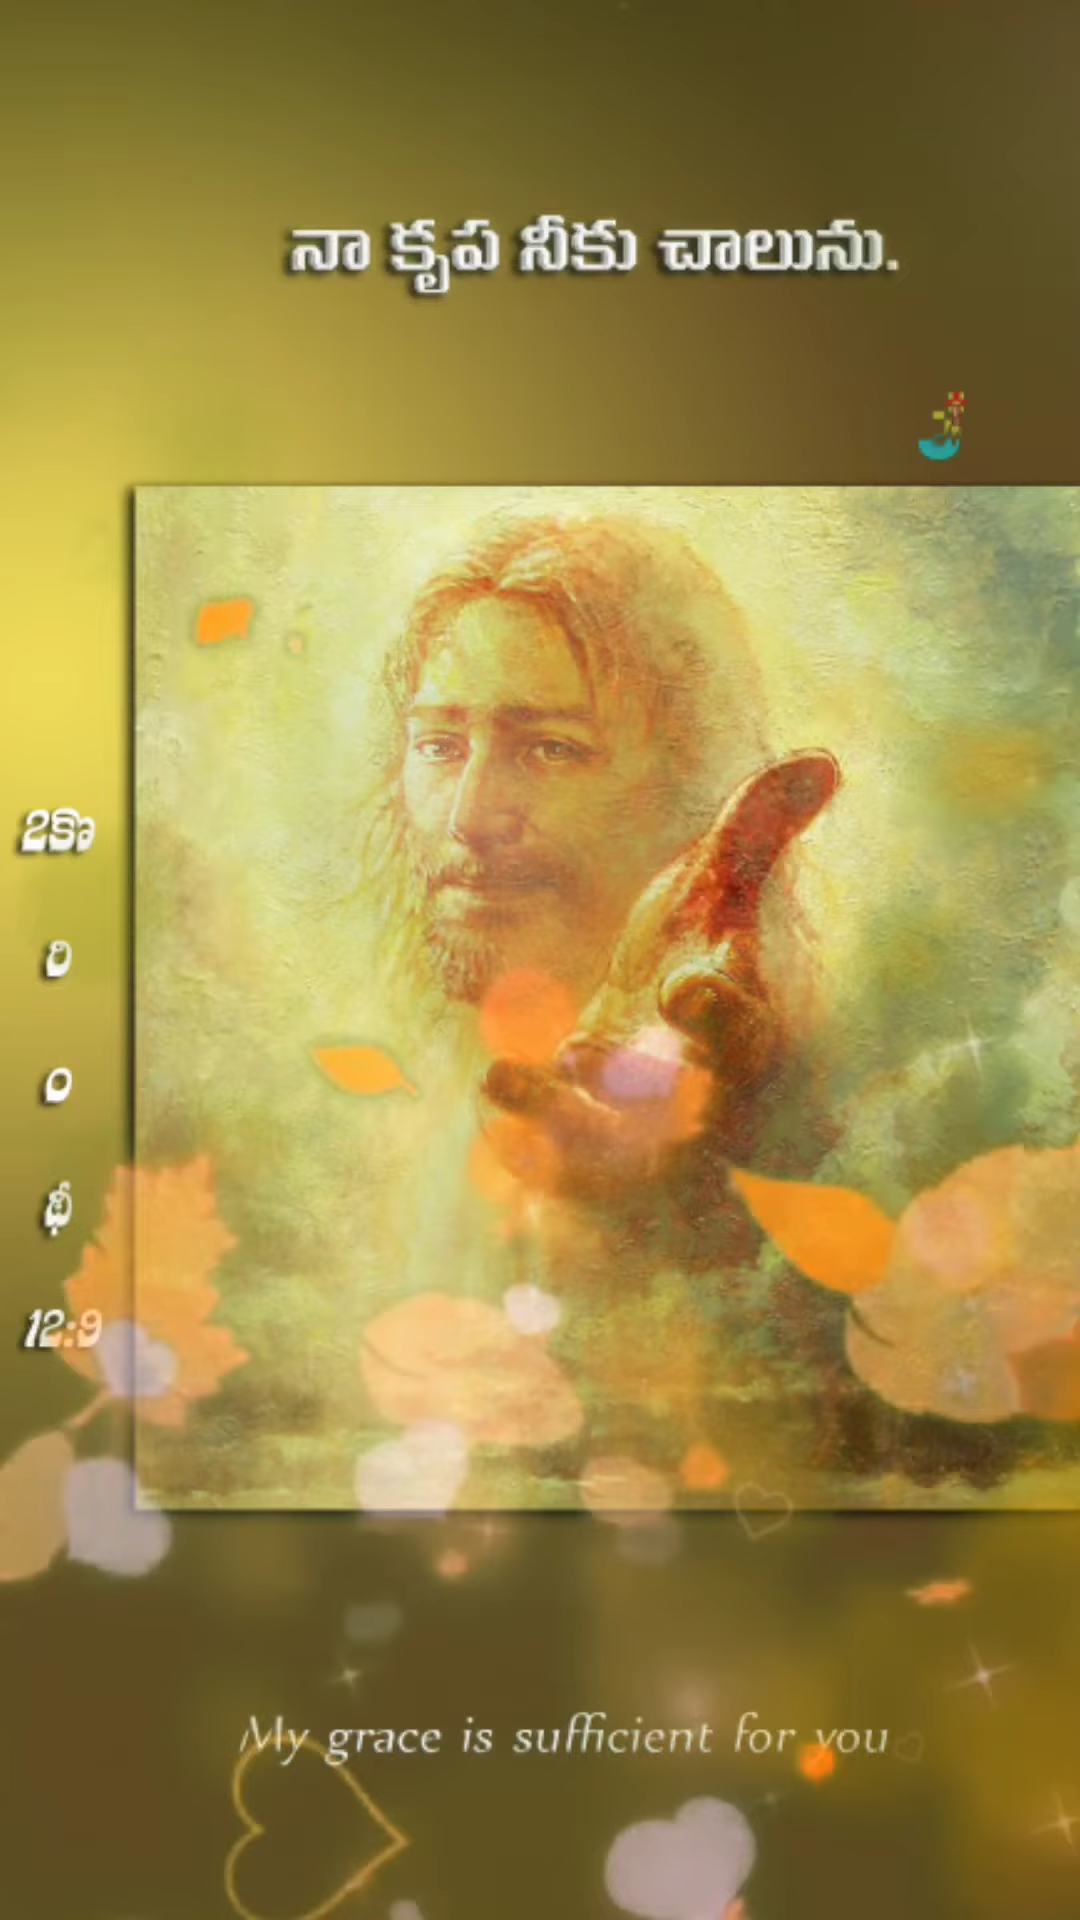 నా కృప నీకు చాలును.
2కొ
రి
ం
థీ
12:9
My grace is sufficient for you